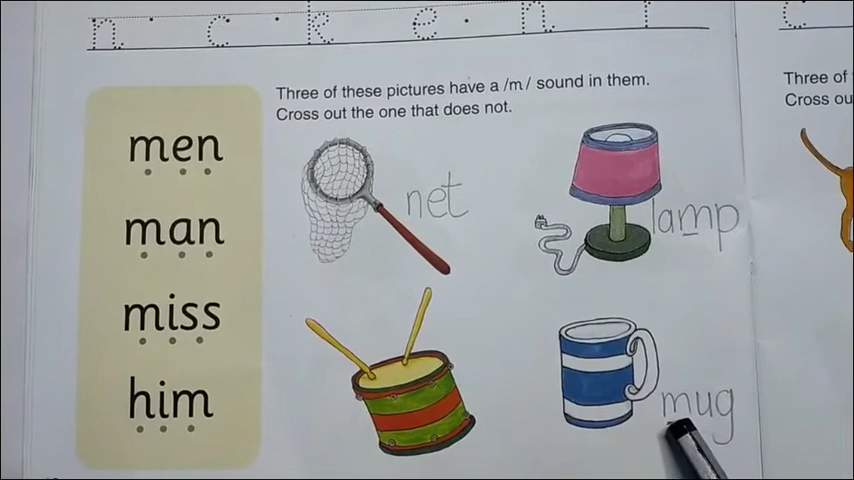 n c k e n r
c
Three of these pictures have a /m/ sound in them.
Cross out the one that does not.
Three of
Cross ou
men
man
miss
him
net
lamp
mug